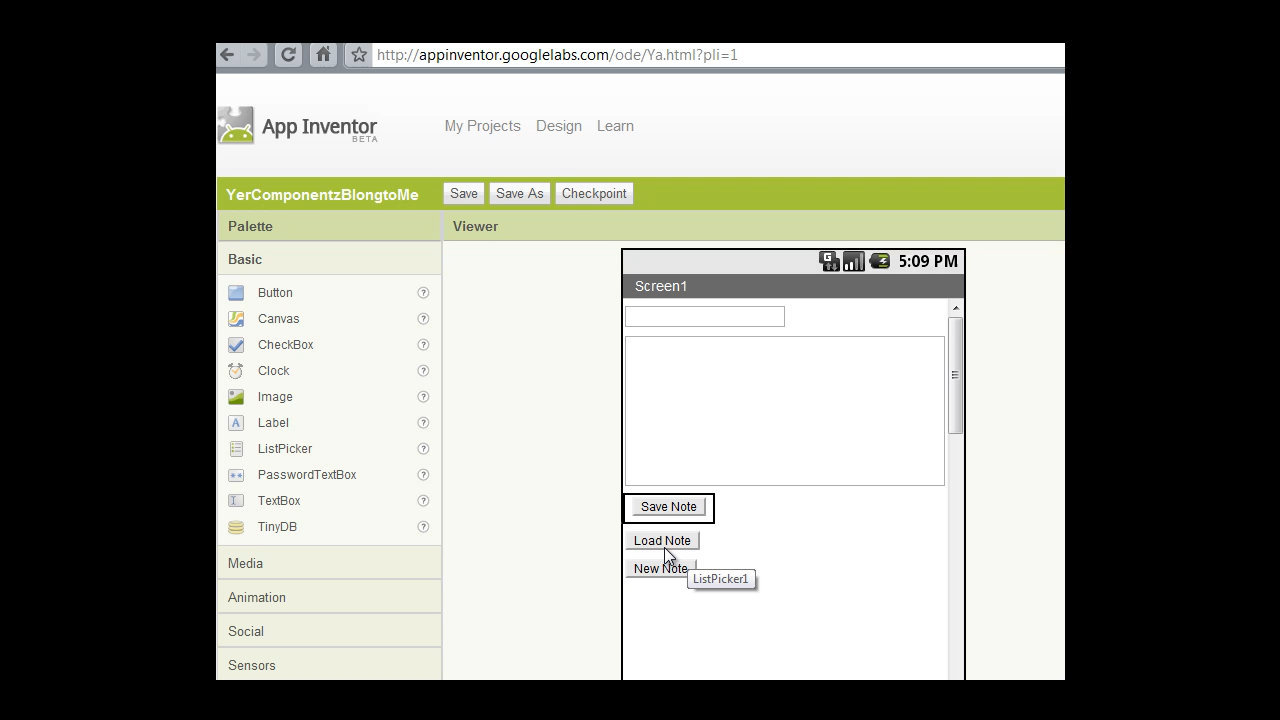 http://appinventor.googlelabs.com/ode/Ya.html?pli=1
App Inventor
BETA
My Projects Design Learn
YerComponentzBlongtoMe
Save Save As Checkpoint
Palette
Viewer
Basic
Button ?
Canvas ?
CheckBox ?
Clock ?
Image ?
A Label ?
ListPicker ?
PasswordTextBox ?
TextBox ?
TinyDB ?
Media
Animation
Social
Sensors
G 5:09 PM
Screen1
Save Note
Load Note
New Note
ListPicker1